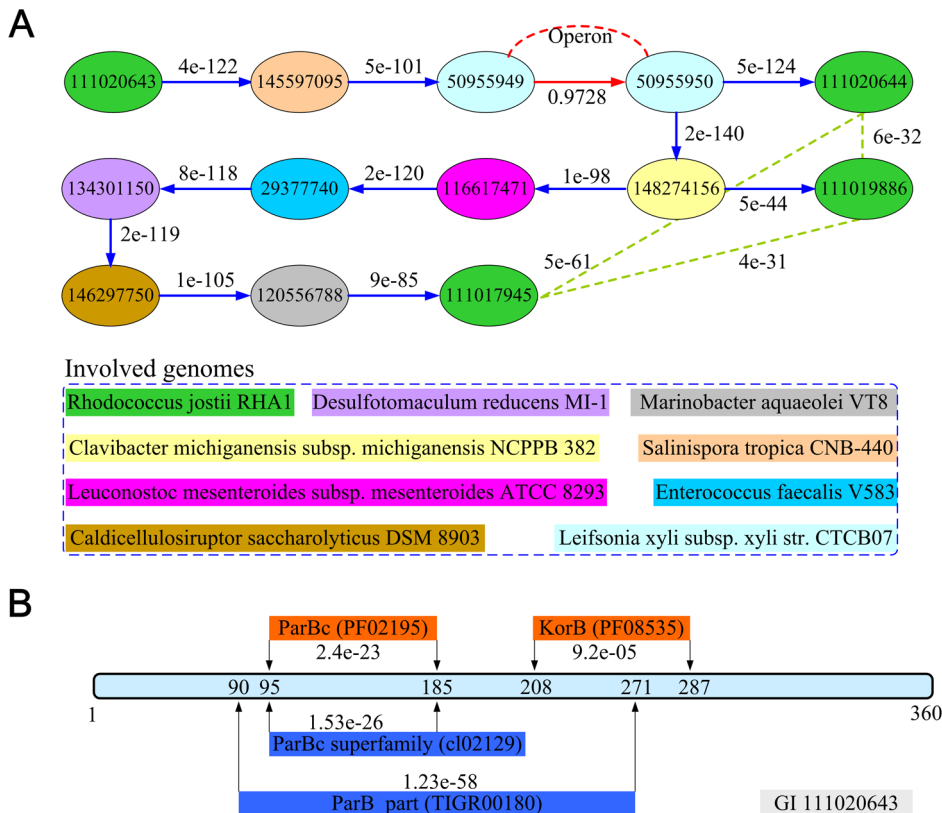 A
Operon
111020643
4e-122
145597095
5e-101
50955949
0.9728
50955950
5e-124
111020644
2e-140
6e-32
134301150
8e-118
29377740
2e-120
116617471
1e-98
148274156
5e-44
111019886
2e-119
5e-61
4e-31
146297750
1e-105
120556788
9e-85
111017945
Involved genomes
Rhodococcus jostii RHA1
Desulfotomaculum reducens MI-1
Marinobacter aquaeolei VT8
Clavibacter michiganensis subsp. michiganensis NCPPB 382
Salinispora tropica CNB-440
Leuconostoc mesenteroides subsp. mesenteroides ATCC 8293
Enterococcus faecalis V583
Caldicellulosiruptor saccharolyticus DSM 8903
Leifsonia xyli subsp. xyli str. CTCB07
B
ParBc (PF02195)
KorB (PF08535)
2.4e-23
9.2e-05
90 95 185 208 271 287
1
360
1.53e-26
ParBc superfamily (cl02129)
1.23e-58
ParB_part (TIGR00180)
GI 111020643